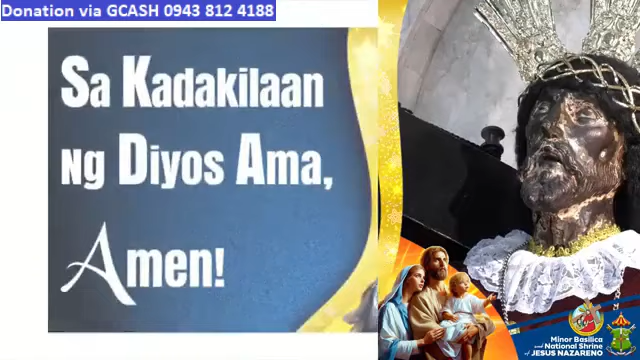 Donation via GCASH 0943 812 4188
Sa Kadakilaan
ng Diyos Ama,
Amen!
Minor Basilica
and National Shrine
of JESUS NAZARENO